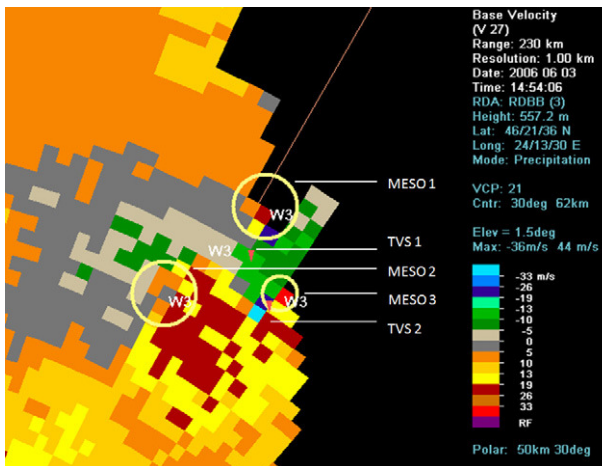 Base Velocity
(V 27)
Range: 230 km
Resolution: 1.00 km
Date: 2006 06 03
Time: 14:54:06
RDA: RDBB (3)
Height: 557.2 m
Lat: 46/21/36 N
Long: 24/13/30 E
Mode: Precipitation
VCP: 21
Cntr: 30deg 62km
Elev = 1.5deg
Max: -36m/s 44 m/s
-33 m/s
-26
-19
-13
-10
-5
0
5
10
13
19
26
33
RF
Polar: 50km 30deg
MESO 1
W3
TVS 1
W3
MESO 2
W3
MESO 3
W3
TVS 2